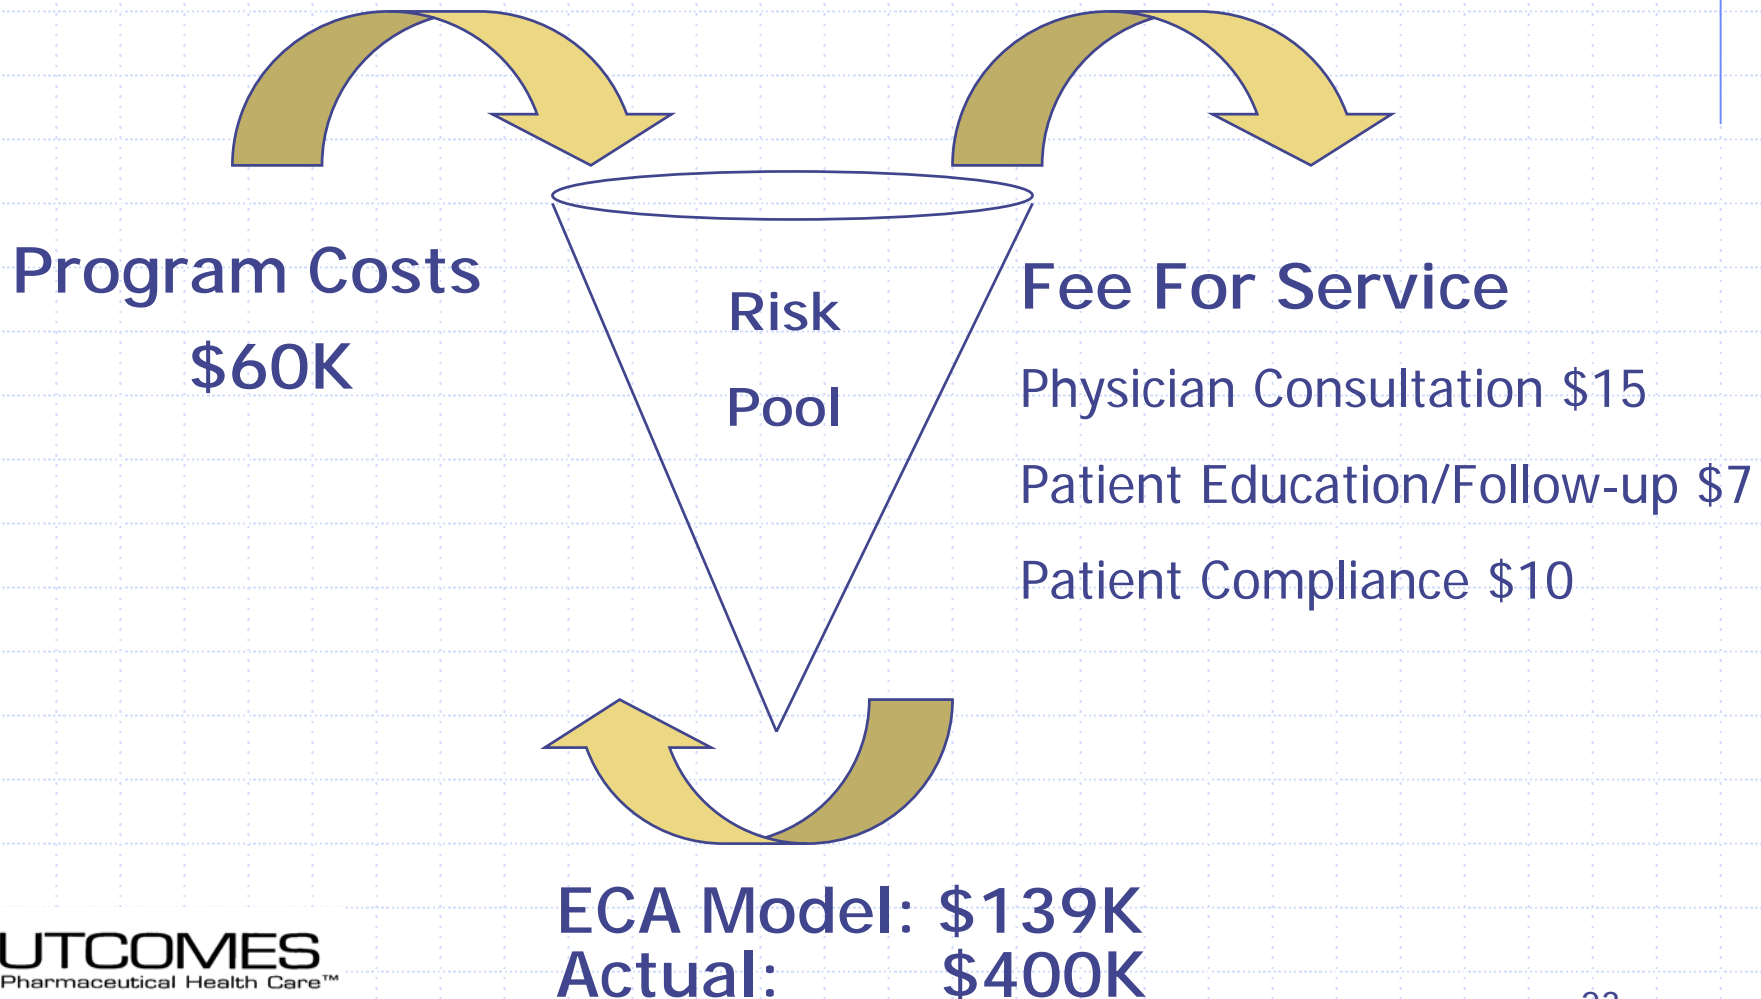 Program Costs
$60K
Risk
Pool
Fee For Service
Physician Consultation $15
Patient Education/Follow-up $7
Patient Compliance $10
ECA Model: $139K
Actual: $400K
UTCOMES
Pharmaceutical Health Care™